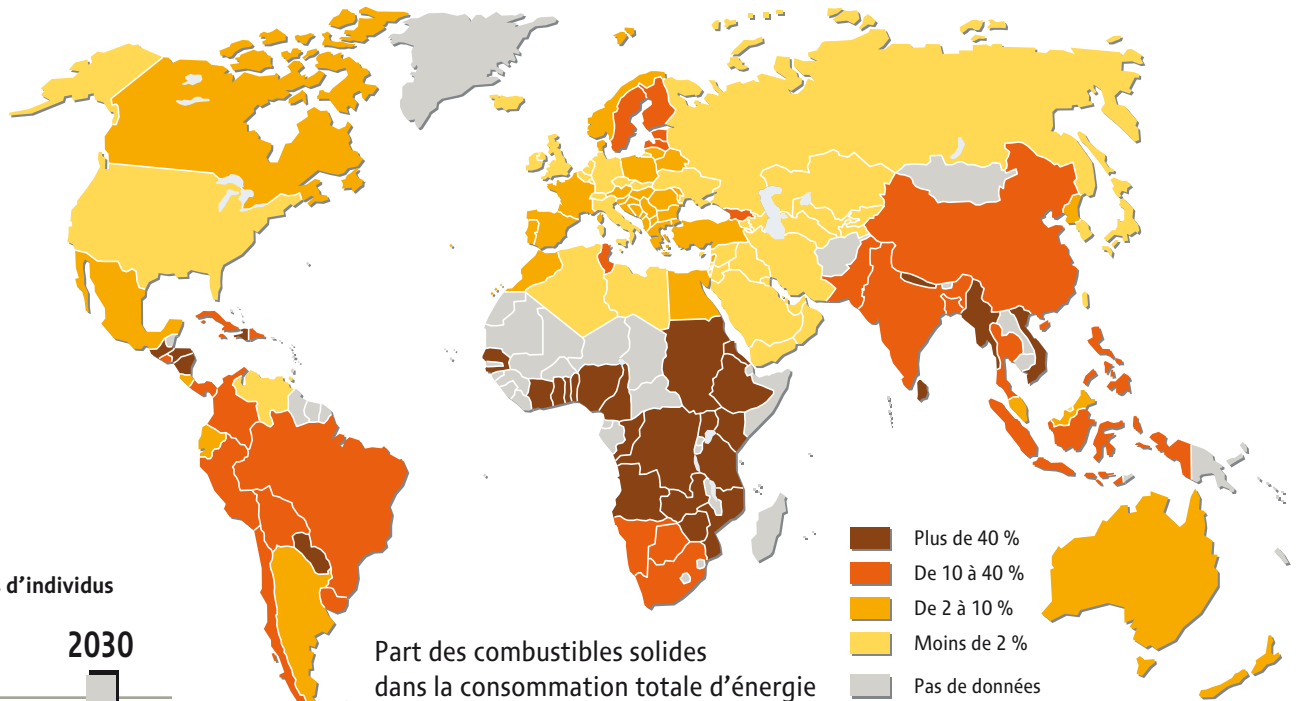 Plus de 40 %
De 10 à 40 %
De 2 à 10 %
Moins de 2 %
Pas de données
d'individus
2030
Part des combustibles solides
dans la consommation totale d'énergie